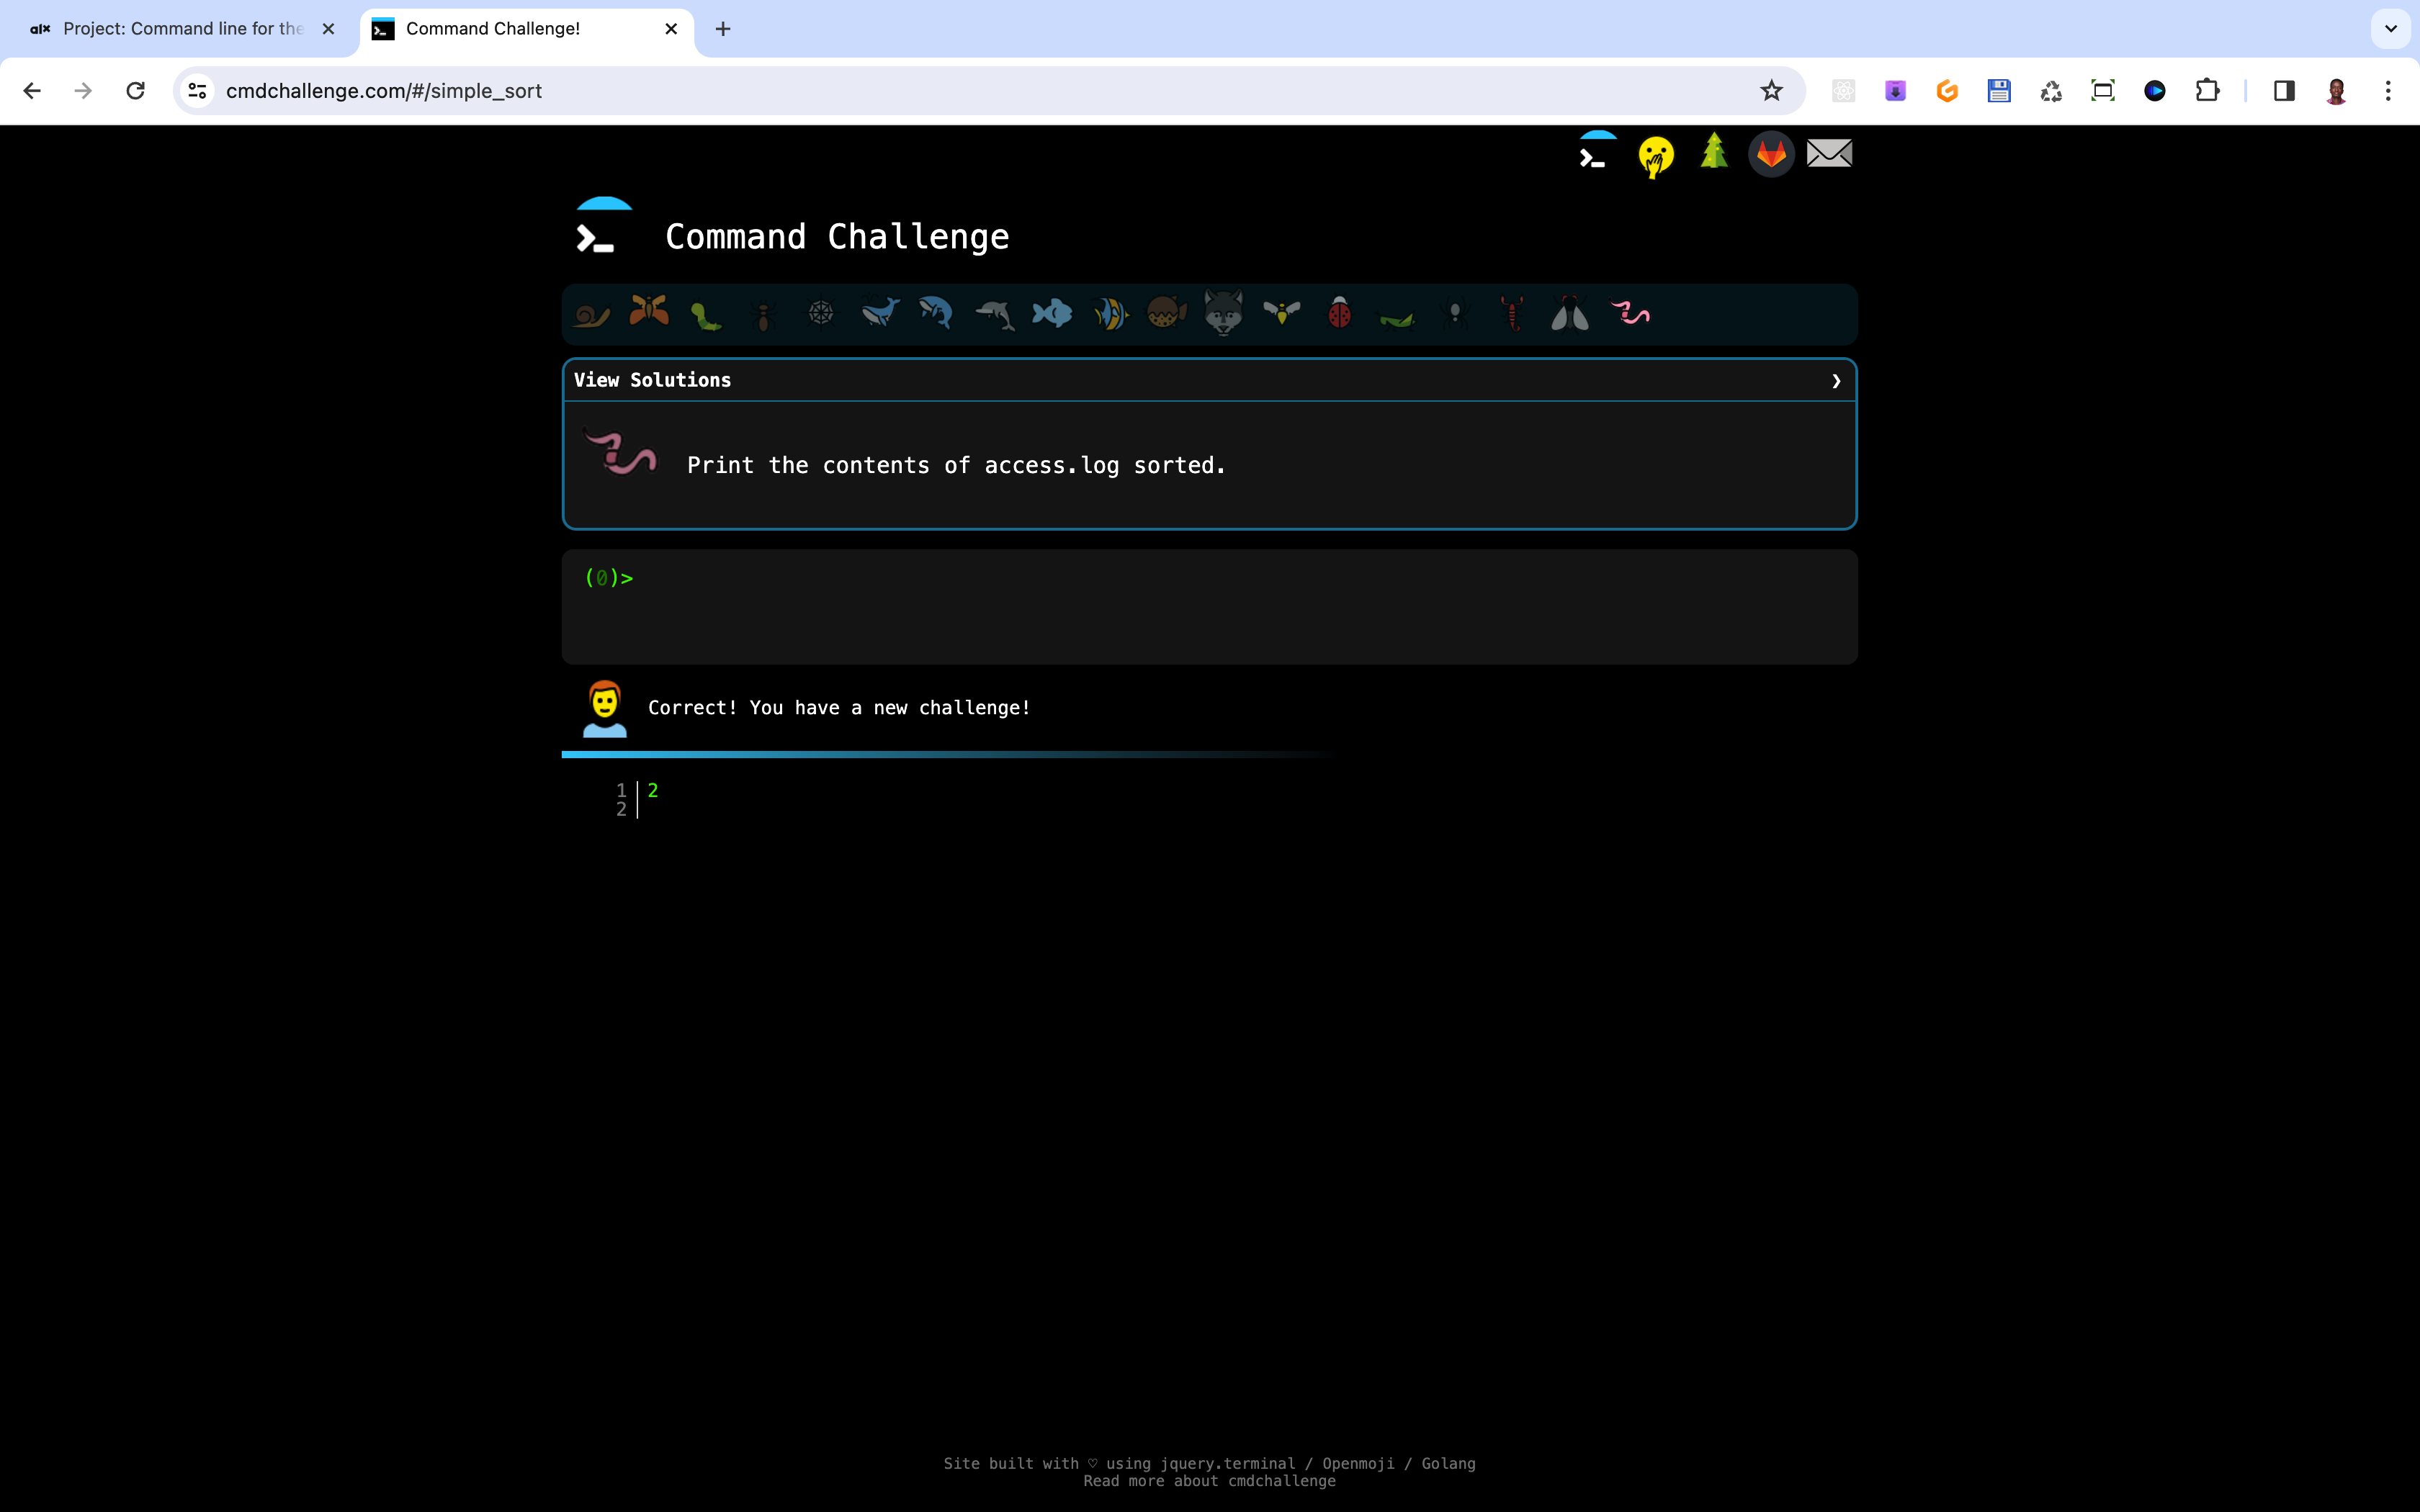 alx Project: Command line for the
Command Challenge!
cmdchallenge.com/#/simple_sort
Command Challenge
View Solutions
Print the contents of access.log sorted.
(0)>
Correct! You have a new challenge!
1 2
2
Site built with ♡ using jquery.terminal / Openmoji / Golang
Read more about cmdchallenge